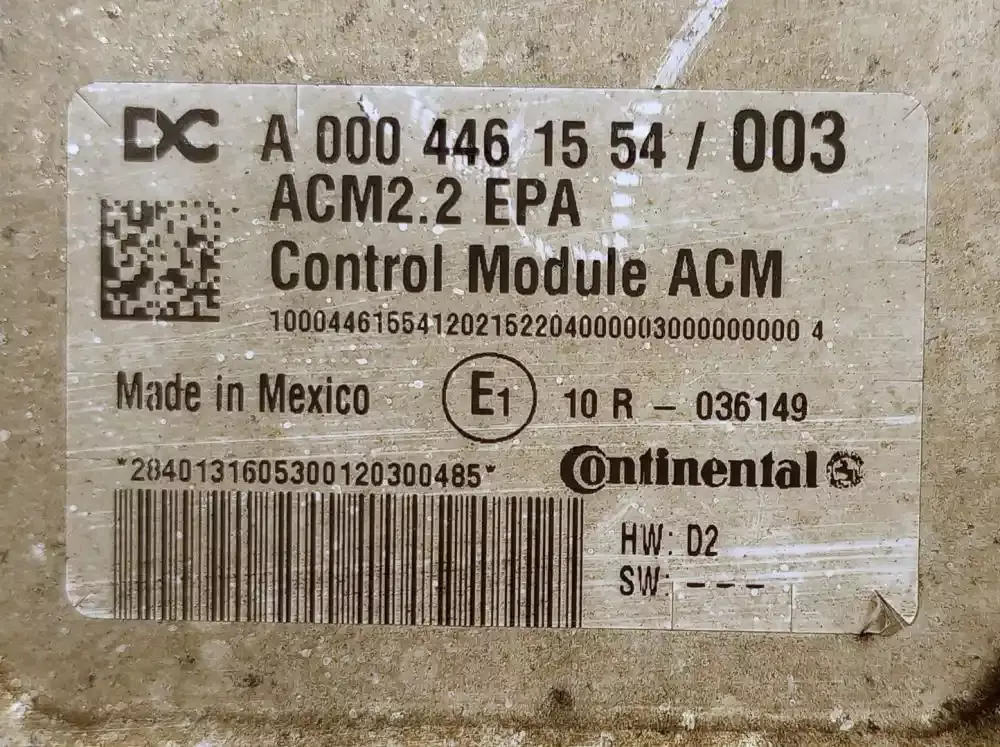 DC A 000 446 15 54 / 003
ACM2.2 EPA
Control Module ACM
10004461554120215220400000300000000 4
Made in Mexico E1 10 R - 036149
*2840131605300120300485* Continental
HW: D2
SW: ---